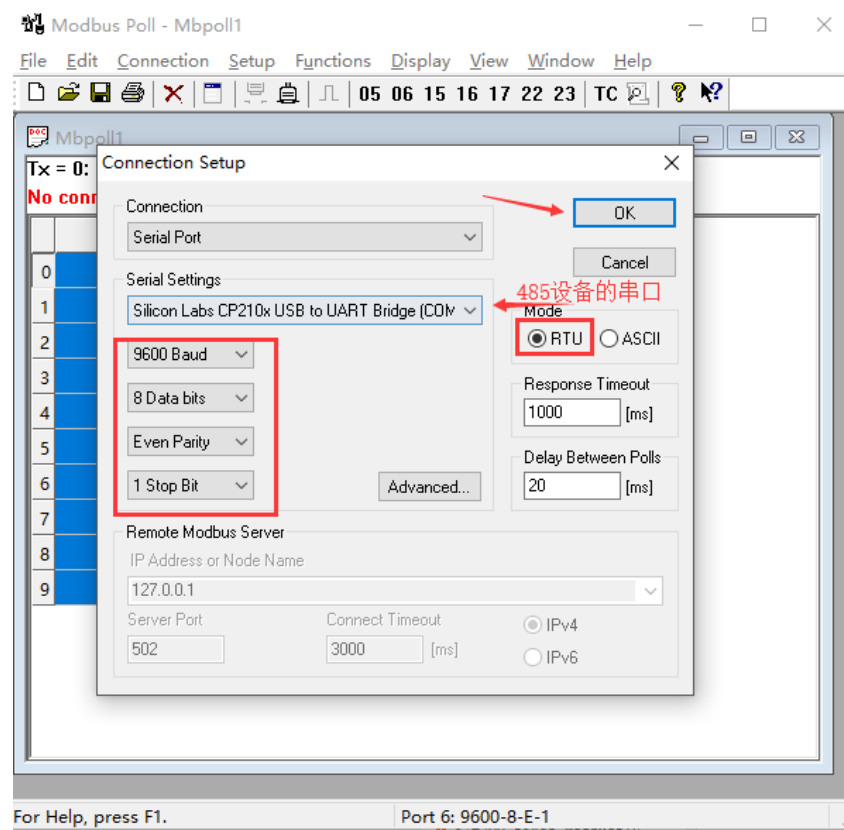 Modbus Poll - Mbpoll1
File Edit Connection Setup Functions Display View Window Help
05 06 15 16 17 22 23 TC
Mbpoll1
Tx = 0:
No conn
Connection Setup
Connection
Serial Port
OK
Cancel
Serial Settings
485设备的串口
Silicon Labs CP210x USB to UART Bridge (COM
Mode
RTU ASCII
9600 Baud
8 Data bits
Even Parity
1 Stop Bit
Advanced...
Response Timeout
1000 [ms]
Delay Between Polls
20 [ms]
Remote Modbus Server
IP Address or Node Name
127.0.0.1
Server Port Connect Timeout
502 3000 [ms]
IPv4
IPv6
0
1
2
3
4
5
6
7
8
9
For Help, press F1. Port 6: 9600-8-E-1